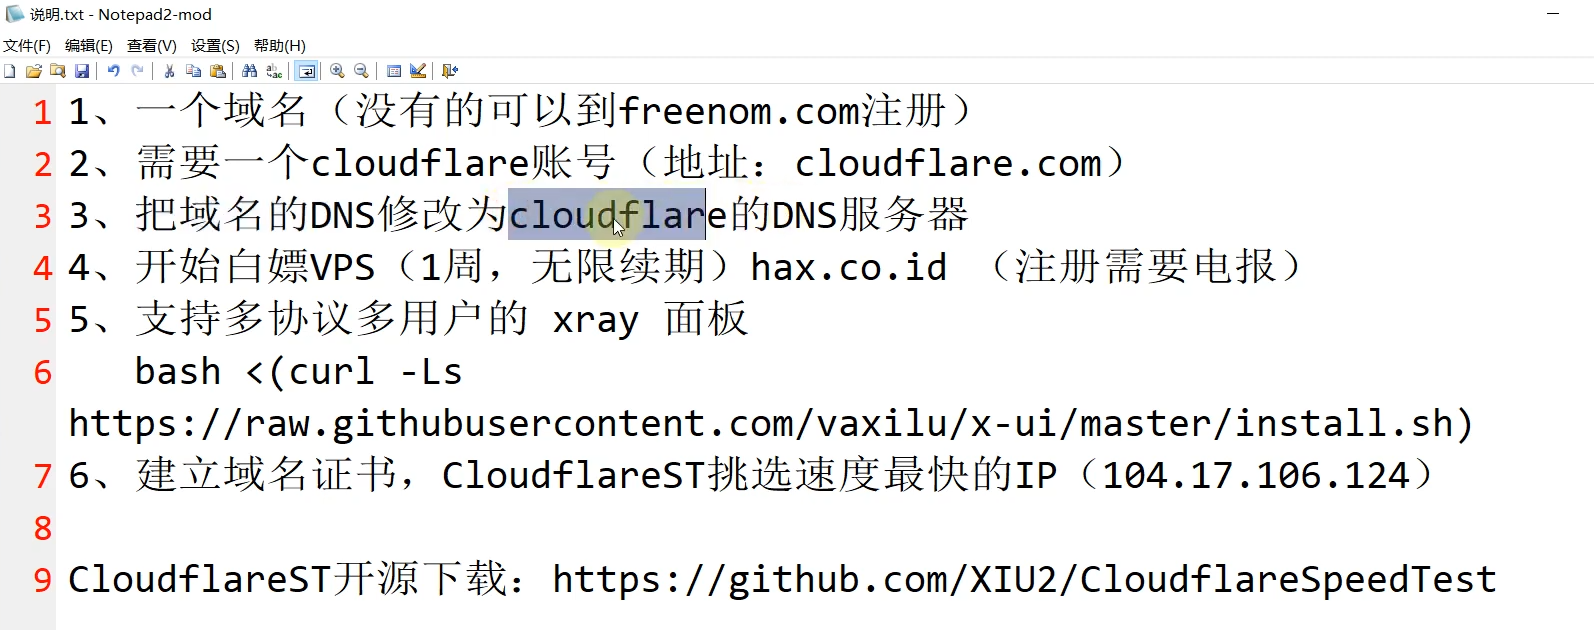 说明.txt - Notepad2-mod
文件(F) 编辑(E) 查看(V) 设置(S) 帮助(H)
1 1、一个域名（没有的可以到freenom.com注册）
2 2、需要一个cloudflare账号（地址：cloudflare.com）
3 3、把域名的DNS修改为cloudflare的DNS服务器
4 4、开始白嫖VPS（1周，无限续期）hax.co.id （注册需要电报）
5 5、支持多协议多用户的 xray 面板
6 bash <(curl -Ls
https://raw.githubusercontent.com/vaxilu/x-ui/master/install.sh)
7 6、建立域名证书，CloudflareST挑选速度最快的IP（104.17.106.124）
8
9 CloudflareST开源下载：https://github.com/XIU2/CloudflareSpeedTest